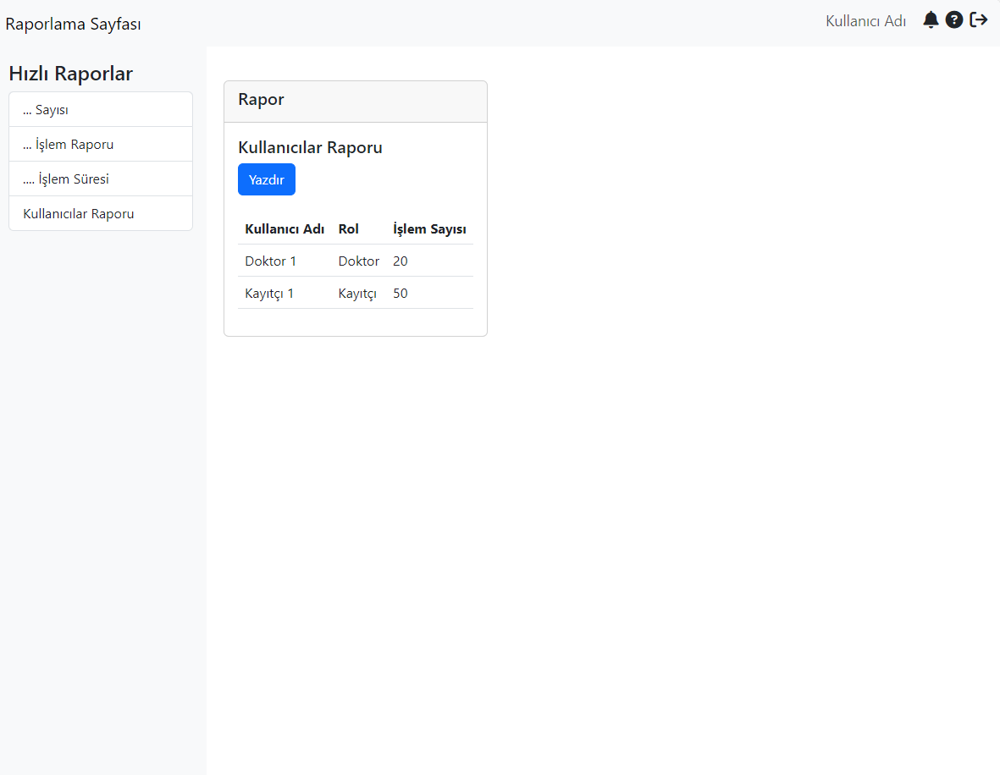 Raporlama Sayfası
Kullanıcı Adı
Hızlı Raporlar
... Sayısı
... İşlem Raporu
.... İşlem Süresi
Kullanıcılar Raporu
Rapor
Kullanıcılar Raporu
Yazdır
Kullanıcı Adı Rol İşlem Sayısı
Doktor 1 Doktor 20
Kayıtçı 1 Kayıtçı 50